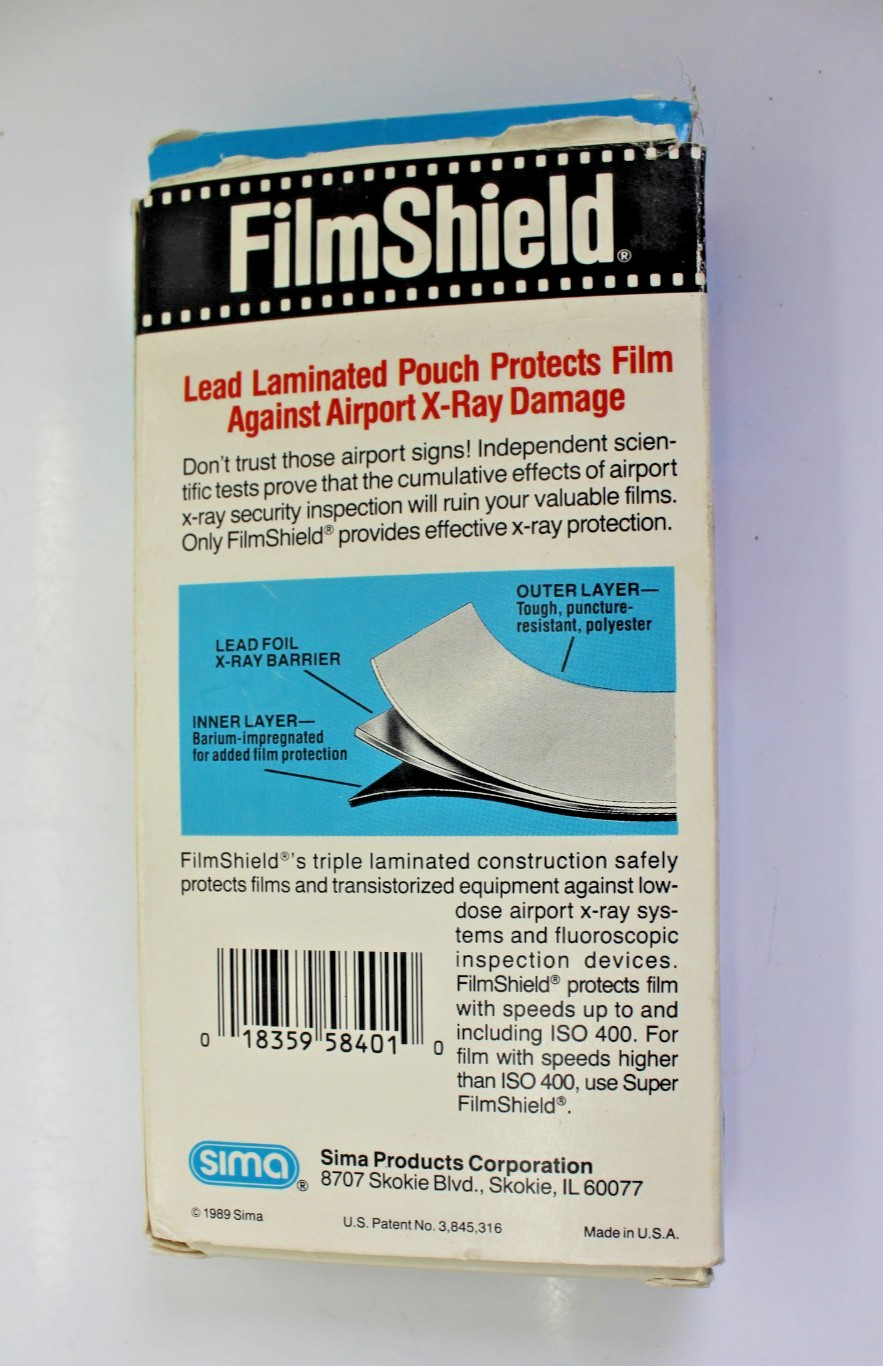 FilmShield®
Lead Laminated Pouch Protects Film
Against Airport X-Ray Damage
Don't trust those airport signs! Independent scien-
tific tests prove that the cumulative effects of airport
x-ray security inspection will ruin your valuable films.
Only FilmShield® provides effective x-ray protection.
OUTER LAYER—
Tough, puncture-
resistant, polyester
LEAD FOIL
X-RAY BARRIER
INNER LAYER—
Barium-impregnated
for added film protection
FilmShield®'s triple laminated construction safely
protects films and transistorized equipment against low-
dose airport x-ray sys-
tems and fluoroscopic
inspection devices.
FilmShield® protects film
with speeds up to and
including ISO 400. For
film with speeds higher
than ISO 400, use Super
FilmShield®.
0 18359 58401 0
sima®
Sima Products Corporation
8707 Skokie Blvd., Skokie, IL 60077
© 1989 Sima
U.S. Patent No. 3,845,316
Made in U.S.A.